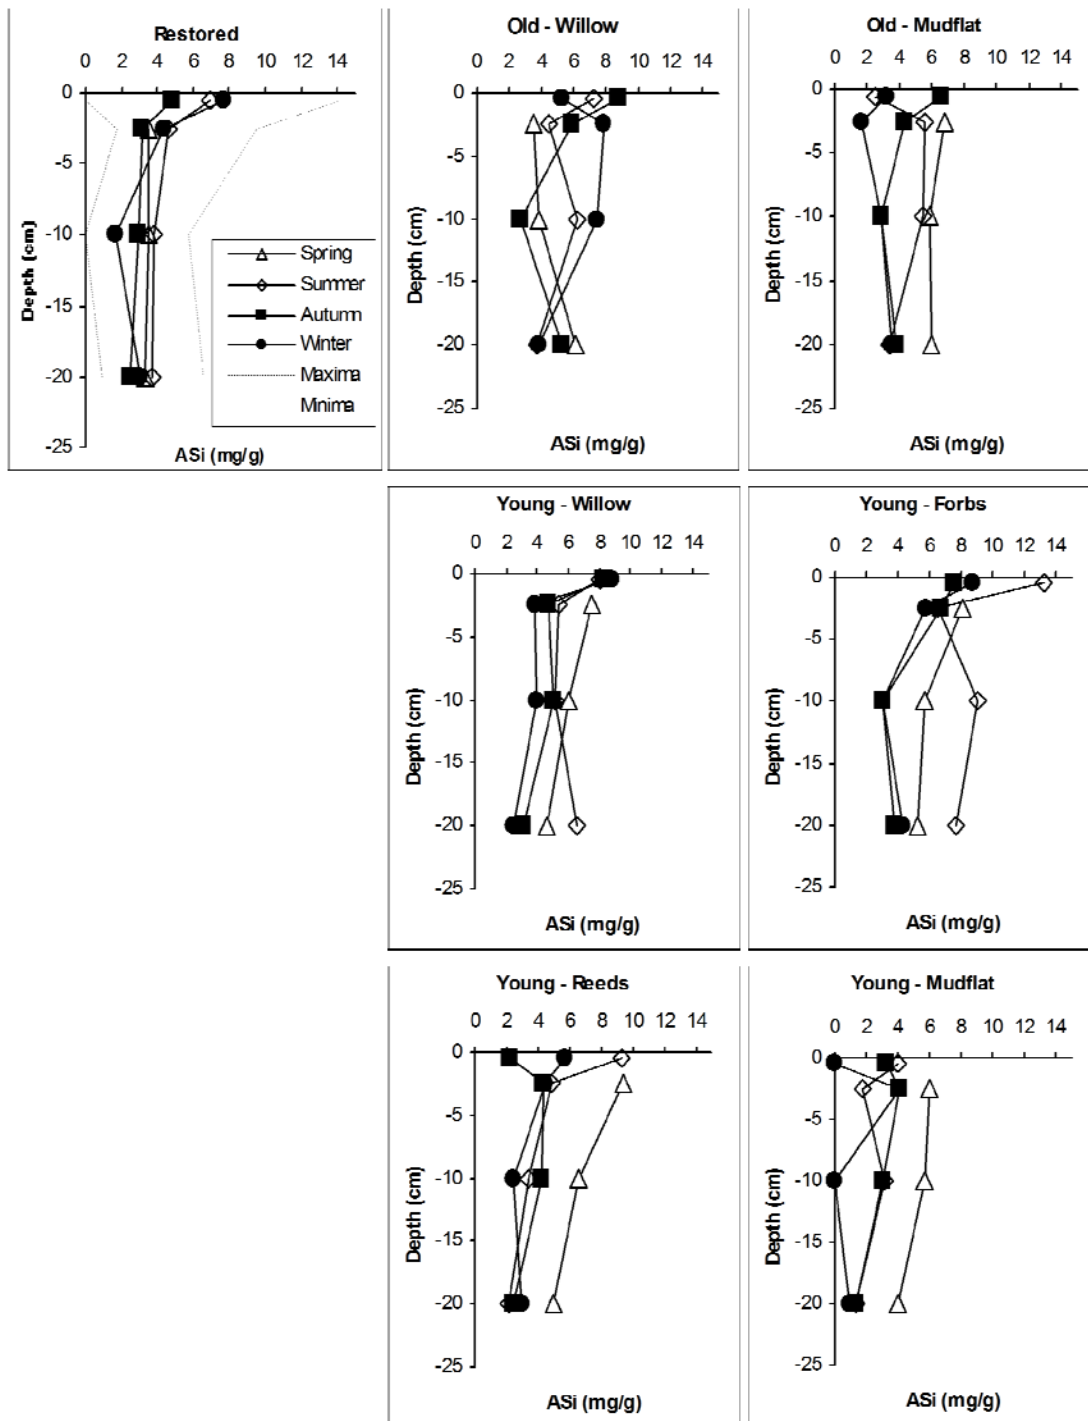 Restored
0 2 4 6 8 10 12 14
0
-5
-10
-15
-20
-25
Depth (cm)
Spring
Summer
Autumn
Winter
Maxima
Minima
ASi (mg/g)
Old - Willow
0 2 4 6 8 10 12 14
0
-5
-10
-15
-20
-25
Depth (cm)
ASi (mg/g)
Old - Mudflat
0 2 4 6 8 10 12 14
0
-5
-10
-15
-20
-25
Depth (cm)
ASi (mg/g)
Young - Willow
0 2 4 6 8 10 12 14
0
-5
-10
-15
-20
-25
Depth (cm)
ASi (mg/g)
Young - Forbs
0 2 4 6 8 10 12 14
0
-5
-10
-15
-20
-25
Depth (cm)
ASi (mg/g)
Young - Reeds
0 2 4 6 8 10 12 14
0
-5
-10
-15
-20
-25
Depth (cm)
ASi (mg/g)
Young - Mudflat
0 2 4 6 8 10 12 14
0
-5
-10
-15
-20
-25
Depth (cm)
ASi (mg/g)